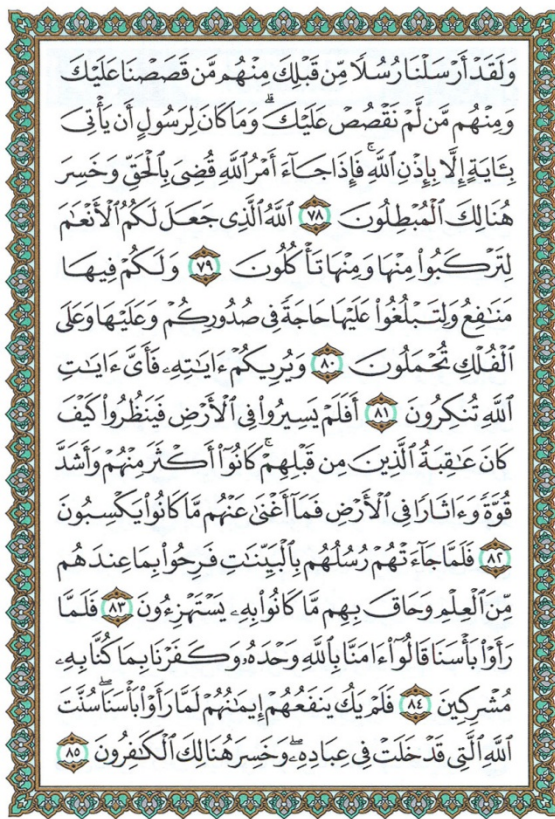 وَلَقَدْ أَرْسَلْنَا رُسُلًا مِّن قَبْلِكَ مِنْهُم مَّن قَصَصْنَا عَلَيْكَ
وَمِنْهُم مَّن لَّمْ نَقْصُصْ عَلَيْكَ ۗ وَمَا كَانَ لِرَسُولٍ أَن يَأْتِىَ
بِـَٔايَةٍ إِلَّا بِإِذْنِ ٱللَّهِ ۚ فَإِذَا جَآءَ أَمْرُ ٱللَّهِ قُضِىَ بِٱلْحَقِّ وَخَسِرَ
هُنَالِكَ ٱلْمُبْطِلُونَ ٧٨ ٱللَّهُ ٱلَّذِى جَعَلَ لَكُمُ ٱلْأَنْعَٰمَ
لِتَرْكَبُوا۟ مِنْهَا وَمِنْهَا تَأْكُلُونَ ٧٩ وَلَكُمْ فِيهَا
مَنَٰفِعُ وَلِتَبْلُغُوا۟ عَلَيْهَا حَاجَةً فِى صُدُورِكُمْ وَعَلَيْهَا وَعَلَى
ٱلْفُلْكِ تُحْمَلُونَ ٨٠ وَيُرِيكُمْ ءَايَٰتِهِۦ فَأَىَّ ءَايَٰتِ
ٱللَّهِ تُنكِرُونَ ٨١ أَفَلَمْ يَسِيرُوا۟ فِى ٱلْأَرْضِ فَيَنظُرُوا۟ كَيْفَ
كَانَ عَٰقِبَةُ ٱلَّذِينَ مِن قَبْلِهِمْ ۚ كَانُوٓا۟ أَكْثَرَ مِنْهُمْ وَأَشَدَّ
قُوَّةً وَءَاثَارًا فِى ٱلْأَرْضِ فَمَآ أَغْنَىٰ عَنْهُم مَّا كَانُوا۟ يَكْسِبُونَ
٨٢ فَلَمَّا جَآءَتْهُمْ رُسُلُهُم بِٱلْبَيِّنَٰتِ فَرِحُوا۟ بِمَا عِندَهُم
مِّنَ ٱلْعِلْمِ وَحَاقَ بِهِم مَّا كَانُوا۟ بِهِۦ يَسْتَهْزِءُونَ ٨٣ فَلَمَّا
رَأَوْا۟ بَأْسَنَا قَالُوٓا۟ ءَامَنَّا بِٱللَّهِ وَحْدَهُۥ وَكَفَرْنَا بِمَا كُنَّا بِهِۦ
مُشْرِكِينَ ٨٤ فَلَمْ يَكُ يَنفَعُهُمْ إِيمَٰنُهُمْ لَمَّا رَأَوْا۟ بَأْسَنَا ۖ سُنَّتَ
ٱللَّهِ ٱلَّتِى قَدْ خَلَتْ فِى عِبَادِهِۦ ۖ وَخَسِرَ هُنَالِكَ ٱلْكَٰفِرُونَ ٨٥